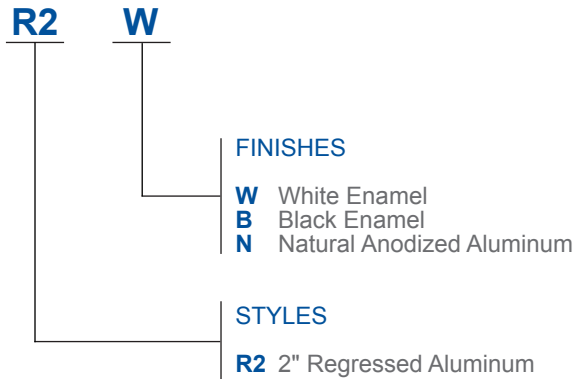 R2 W
FINISHES
W White Enamel
B Black Enamel
N Natural Anodized Aluminum
STYLES
R2 2" Regressed Aluminum